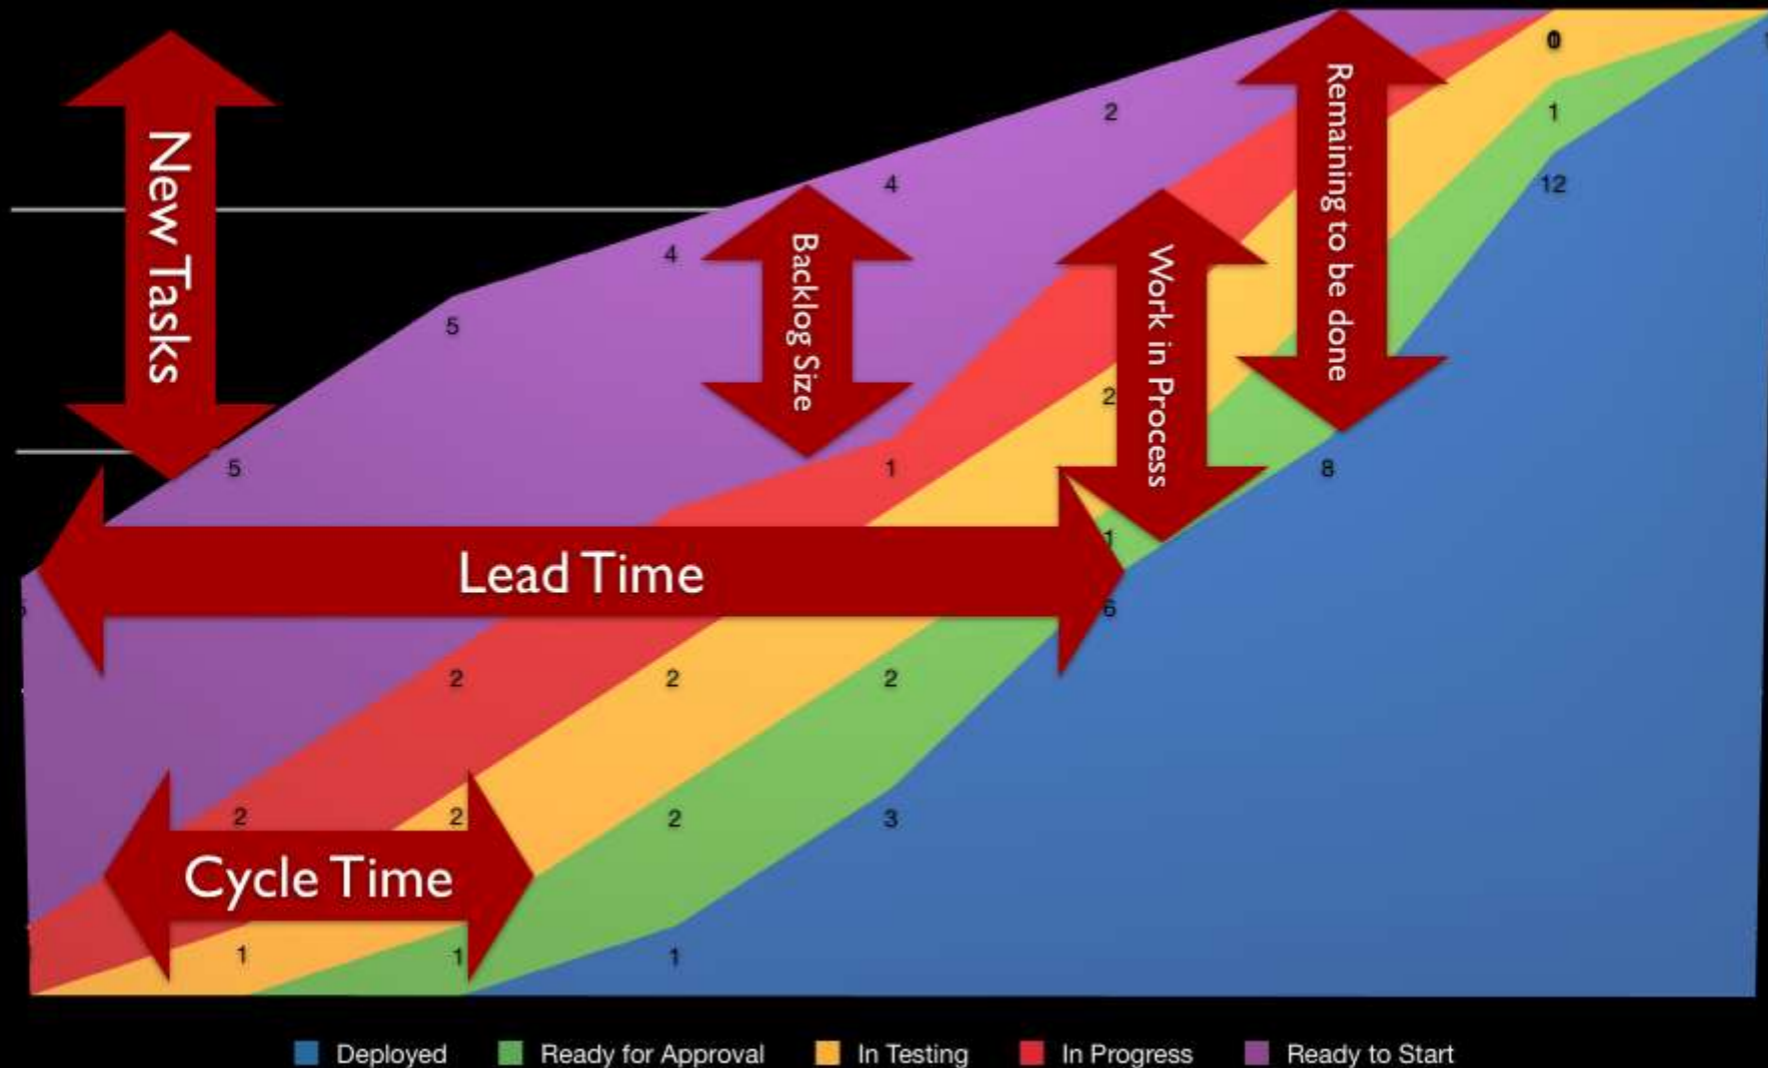 New Tasks
Backlog Size
Work in Process
Remaining to be done
Lead Time
Cycle Time
0
1
2
12
4
4
5
5
1
2
8
1
6
2
2
2
2
2
2
3
1
1
1
Deployed
Ready for Approval
In Testing
In Progress
Ready to Start